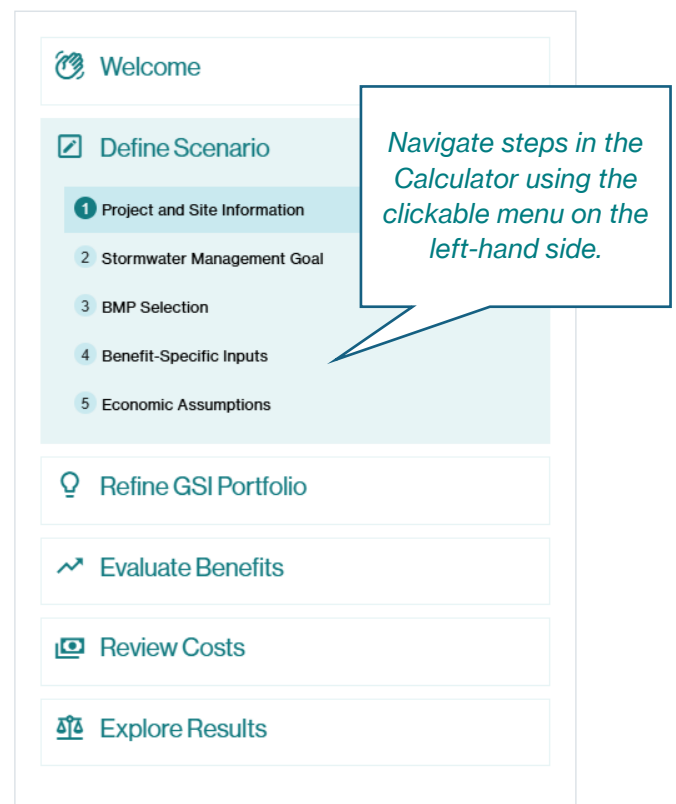 Welcome
Define Scenario
1 Project and Site Information
2 Stormwater Management Goal
3 BMP Selection
4 Benefit-Specific Inputs
5 Economic Assumptions
Navigate steps in the
Calculator using the
clickable menu on the
left-hand side.
Refine GSI Portfolio
Evaluate Benefits
Review Costs
Explore Results